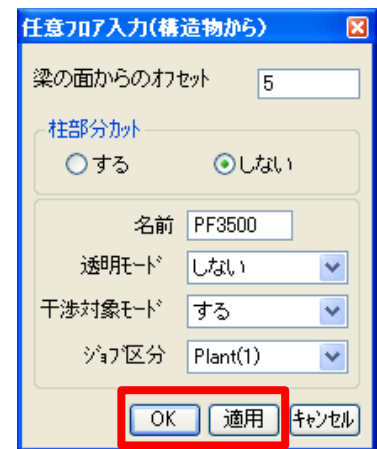 任意ﾌﾛｱ入力(構造物から)
梁の面からのｵﾌｾｯﾄ 5
柱部分ｶｯﾄ
する しない
名前 PF3500
透明ﾓｰﾄﾞ しない
干渉対象ﾓｰﾄﾞ する
ｼﾞｮﾌﾞ区分 Plant(1)
OK 適用 ｷｬﾝｾﾙ